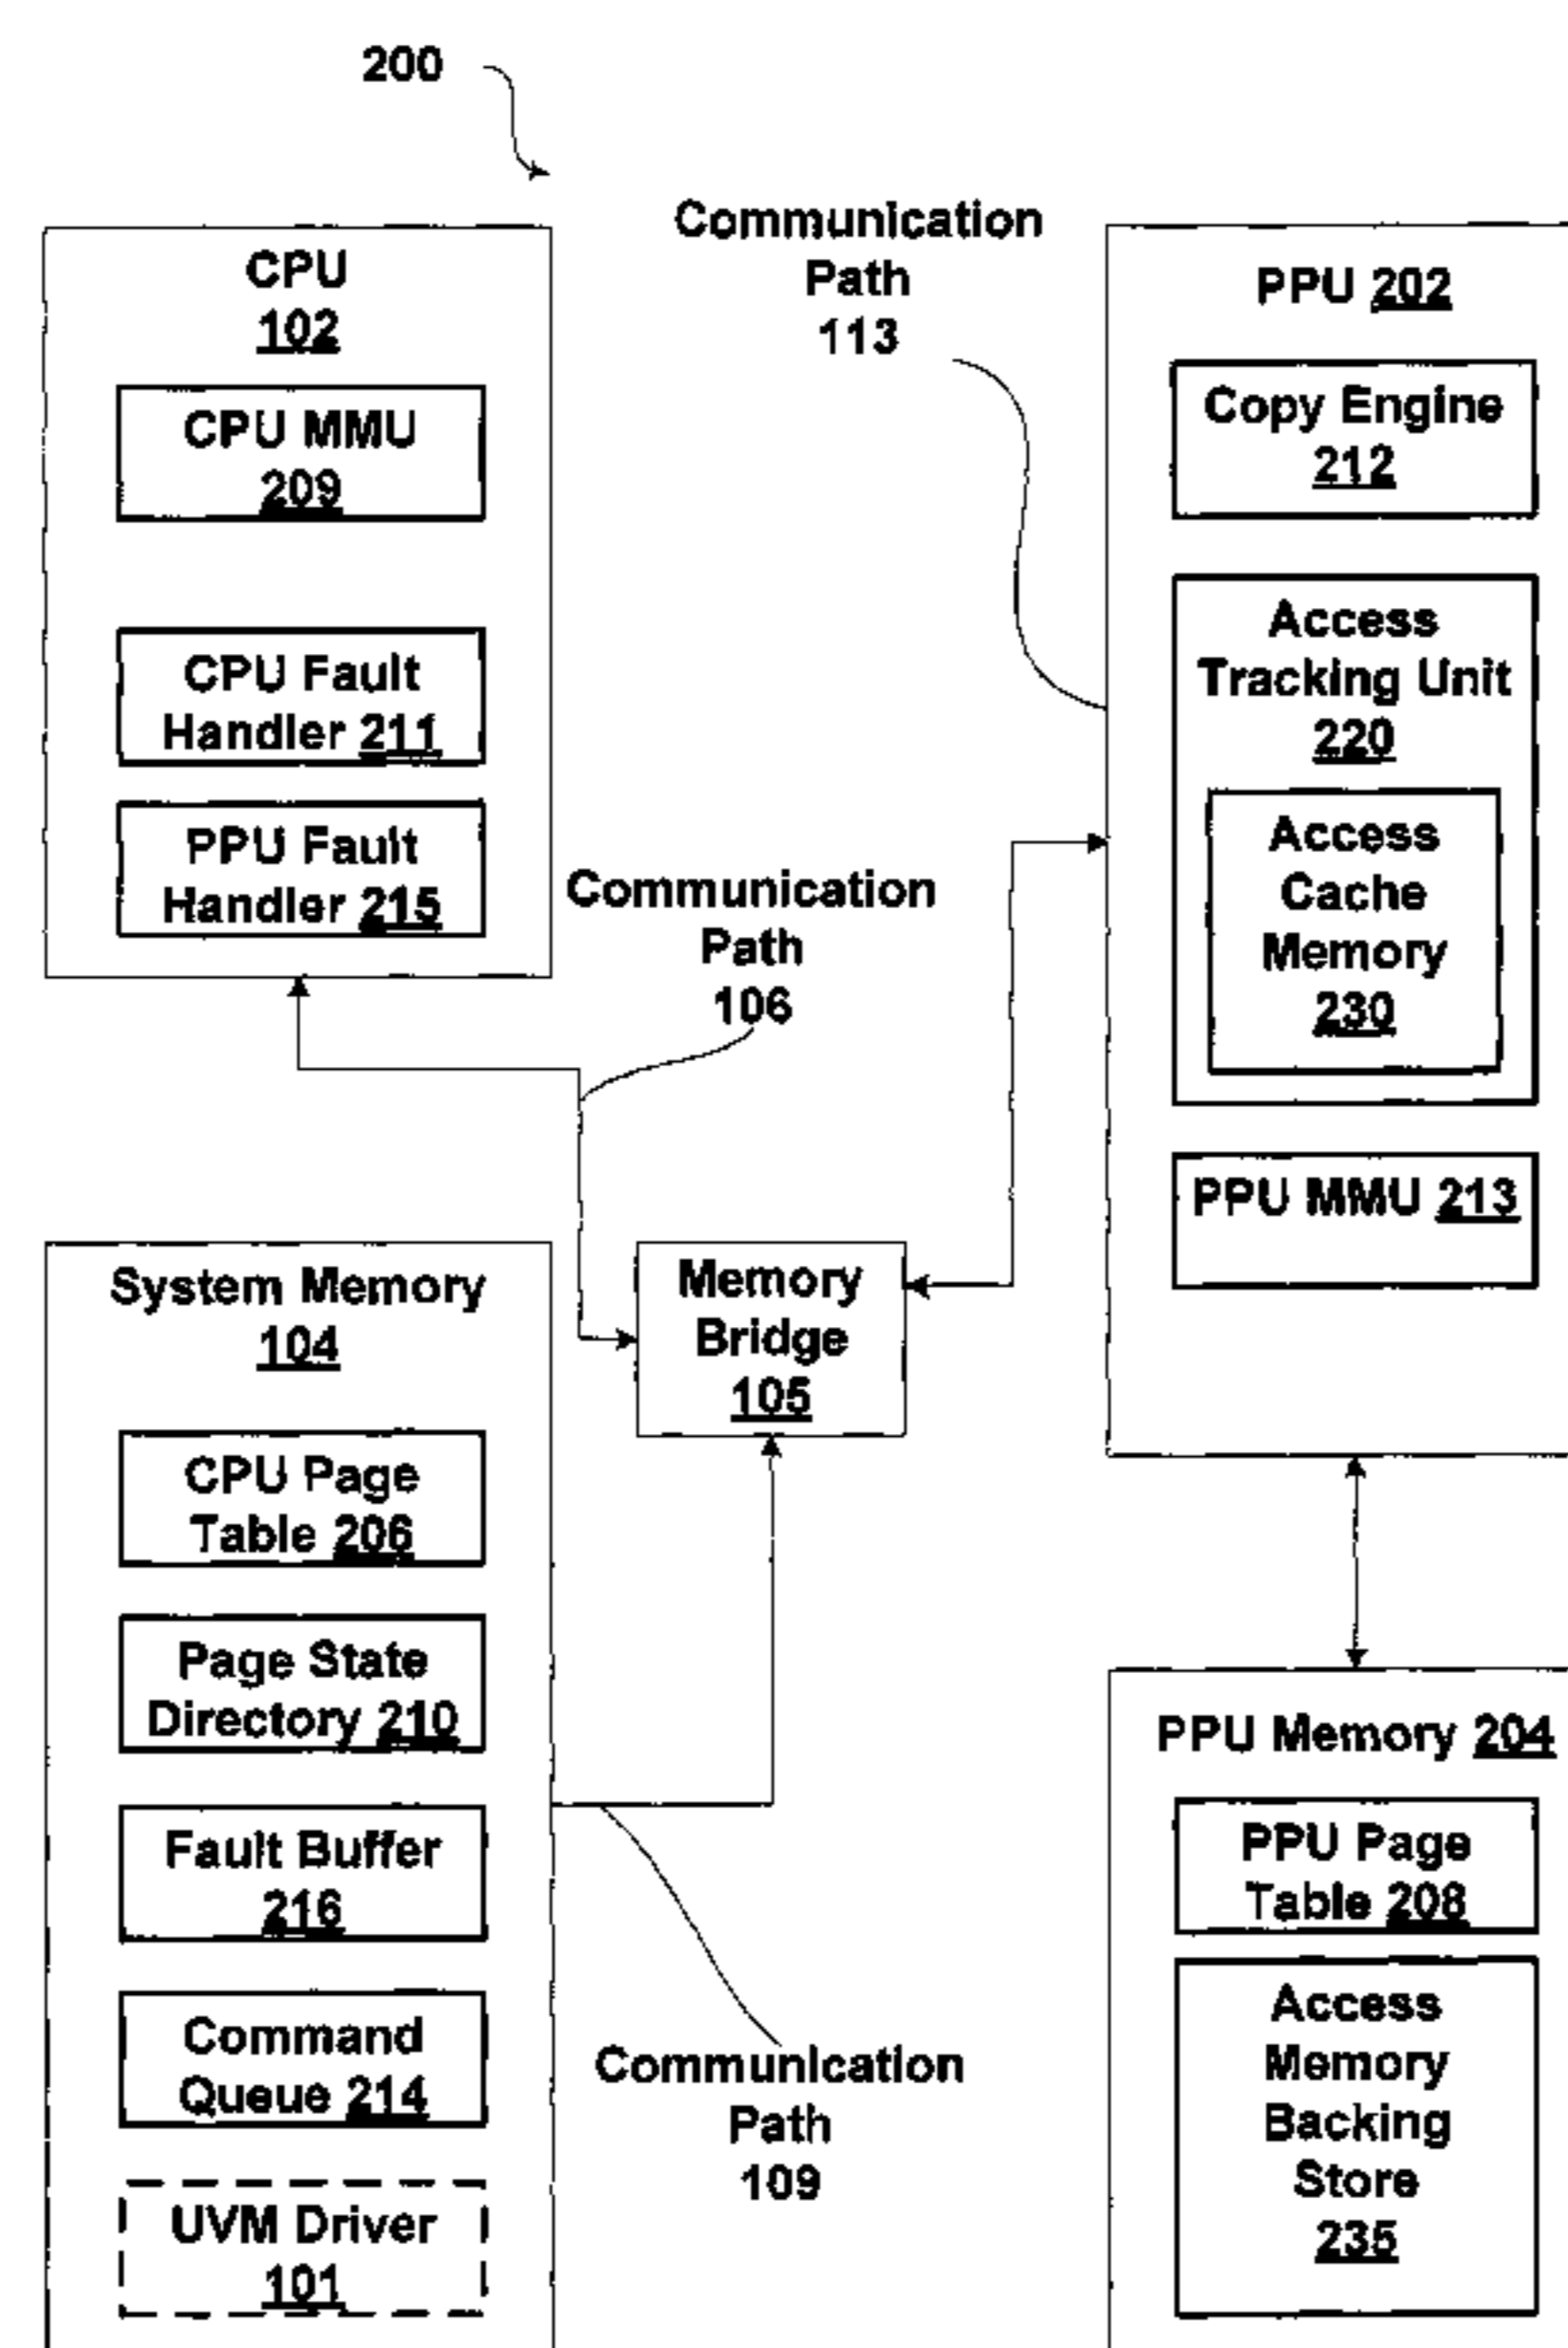 200
CPU
102
CPU MMU
209
CPU Fault
Handler 211
PPU Fault
Handler 215
Communication
Path
113
Communication
Path
106
PPU 202
Copy Engine
212
Access
Tracking Unit
220
Access
Cache
Memory
230
PPU MMU 213
System Memory
104
CPU Page
Table 206
Page State
Directory 210
Fault Buffer
216
Command
Queue 214
UVM Driver
101
Memory
Bridge
105
Communication
Path
109
PPU Memory 204
PPU Page
Table 208
Access
Memory
Backing
Store
235